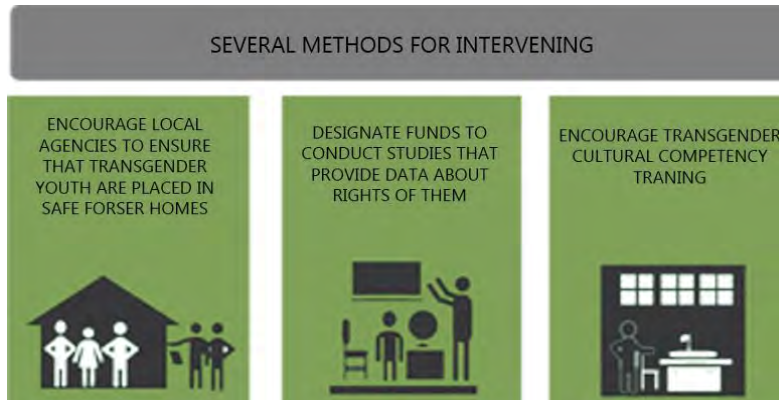 SEVERAL METHODS FOR INTERVENING
ENCOURAGE LOCAL
AGENCIES TO ENSURE
THAT TRANSGENDER
YOUTH ARE PLACED IN
SAFE FORSER HOMES
DESIGNATE FUNDS TO
CONDUCT STUDIES THAT
PROVIDE DATA ABOUT
RIGHTS OF THEM
ENCOURAGE TRANSGENDER
CULTURAL COMPETENCY
TRANING